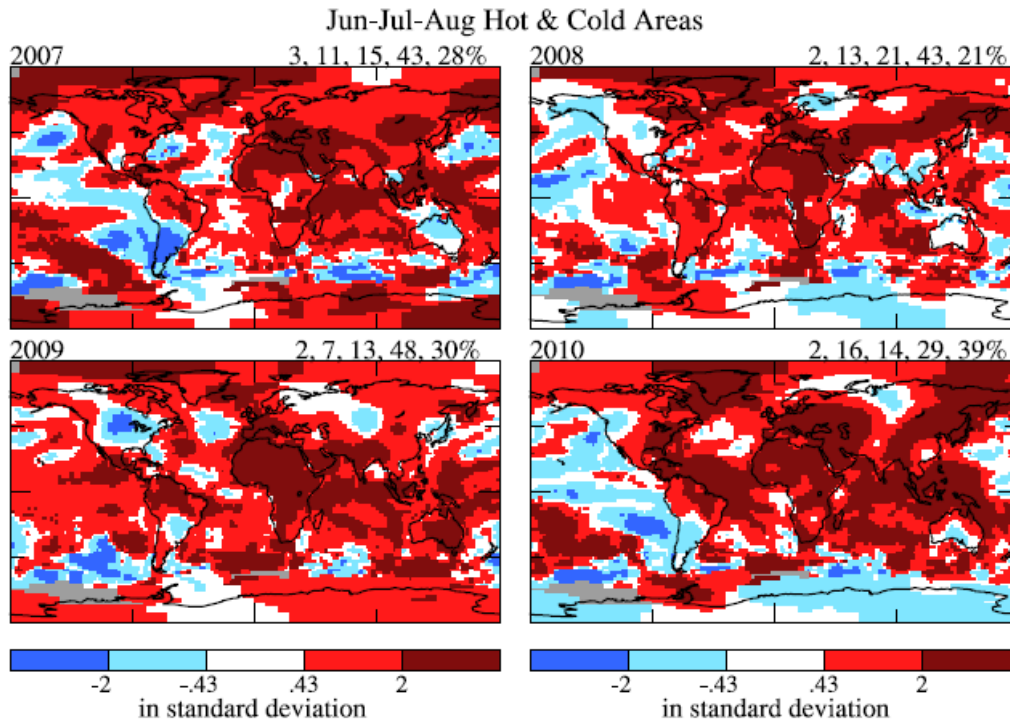 Jun-Jul-Aug Hot & Cold Areas
2007 3, 11, 15, 43, 28%
2008 2, 13, 21, 43, 21%
2009 2, 7, 13, 48, 30%
2010 2, 16, 14, 29, 39%
-2 -.43 .43 2
in standard deviation
-2 -.43 .43 2
in standard deviation